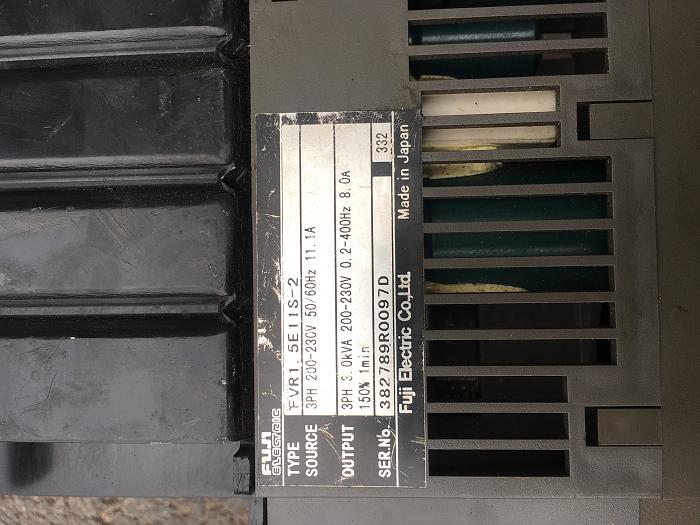 FUJI
ELECTRIC
TYPE FVR1.5E11S-2
SOURCE 3PH 200-230V 50/60Hz 11.1A
OUTPUT 3PH 3.0kVA 200-230V 0.2-400Hz 8.0A
150% 1min
SER.No. 382789R0097D 332
Fuji Electric Co.,Ltd. Made in Japan